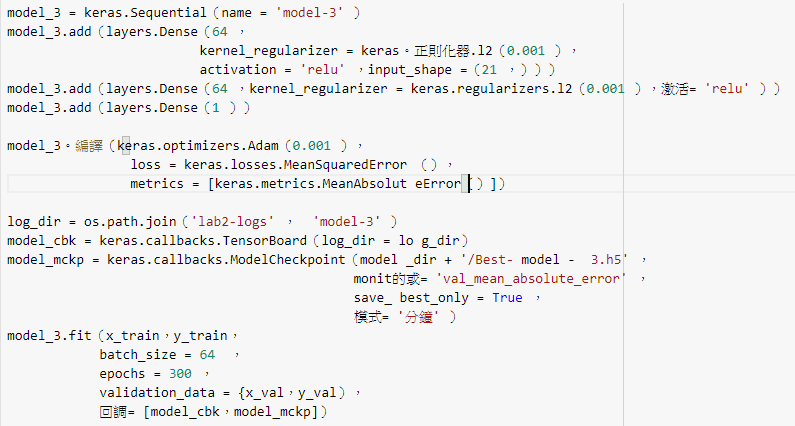 model_3 = keras.Sequential（name = 'model-3' ）
model_3.add（layers.Dense（64 ，
kernel_regularizer = keras。正則化器.l2（0.001 ），
activation = 'relu' ，input_shape =（21 ，）））
model_3.add（layers.Dense（64 ，kernel_regularizer = keras.regularizers.l2（0.001 ），激活= 'relu' ））
model_3.add（layers.Dense（1 ））
model_3。編譯（keras.optimizers.Adam（0.001 ），
loss = keras.losses.MeanSquaredError （），
metrics = [keras.metrics.MeanAbsolut eError（）])
log_dir = os.path.join（'lab2-logs' ， 'model-3' ）
model_cbk = keras.callbacks.TensorBoard（log_dir = lo g_dir)
model_mckp = keras.callbacks.ModelCheckpoint（model _dir + '/Best- model - 3.h5' ，
monit的或= 'val_mean_absolute_error' ，
save_ best_only = True ，
模式= '分鐘' ）
model_3.fit（x_train，y_train，
batch_size = 64 ，
epochs = 300 ，
validation_data = {x_val，y_val），
回調= [model_cbk，model_mckp])